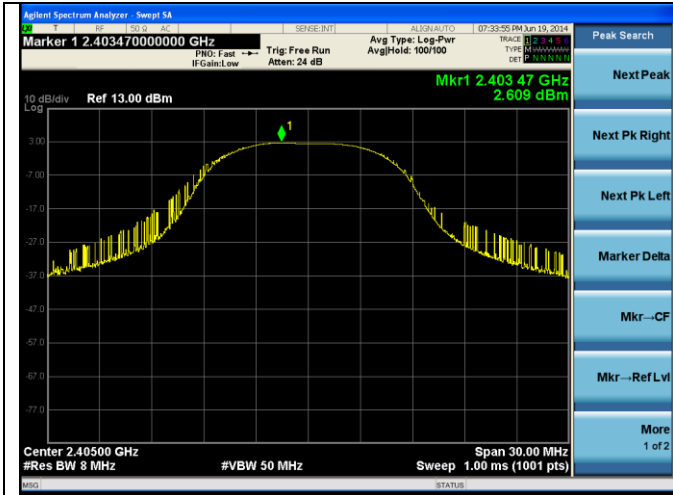 Agilent Spectrum Analyzer - Swept SA
T RF 50 Ω AC SENSE:INT ALIGN AUTO 07:33:55 PM Jun 19, 2014
Marker 1 2.403470000000 GHz
PNO: Fast
IFGain:Low
Trig: Free Run
Atten: 24 dB
Avg Type: Log-Pwr
Avg|Hold: 100/100
TRACE 1 2 3 4 5 6
TYPE M
DET P N N N N N
Mkr1 2.403 47 GHz
2.609 dBm
10 dB/div Ref 13.00 dBm
Log
1
3.00
-7.00
-17.0
-27.0
-37.0
-47.0
-57.0
-67.0
-77.0
Center 2.40500 GHz
Span 30.00 MHz
#Res BW 8 MHz #VBW 50 MHz Sweep 1.00 ms (1001 pts)
MSG STATUS
Peak Search
Next Peak
Next Pk Right
Next Pk Left
Marker Delta
Mkr→CF
Mkr→Ref Lvl
More
1 of 2